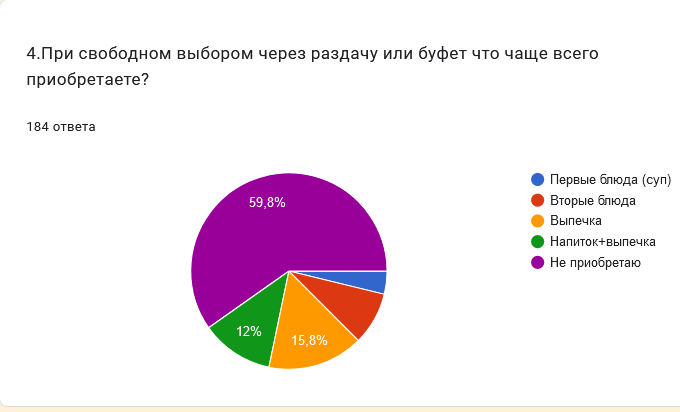 4.При свободном выбором через раздачу или буфет что чаще всего
приобретаете?
184 ответа
Первые блюда (суп)
Вторые блюда
Выпечка
Напиток+выпечка
Не приобретаю
59,8%
12%
15,8%